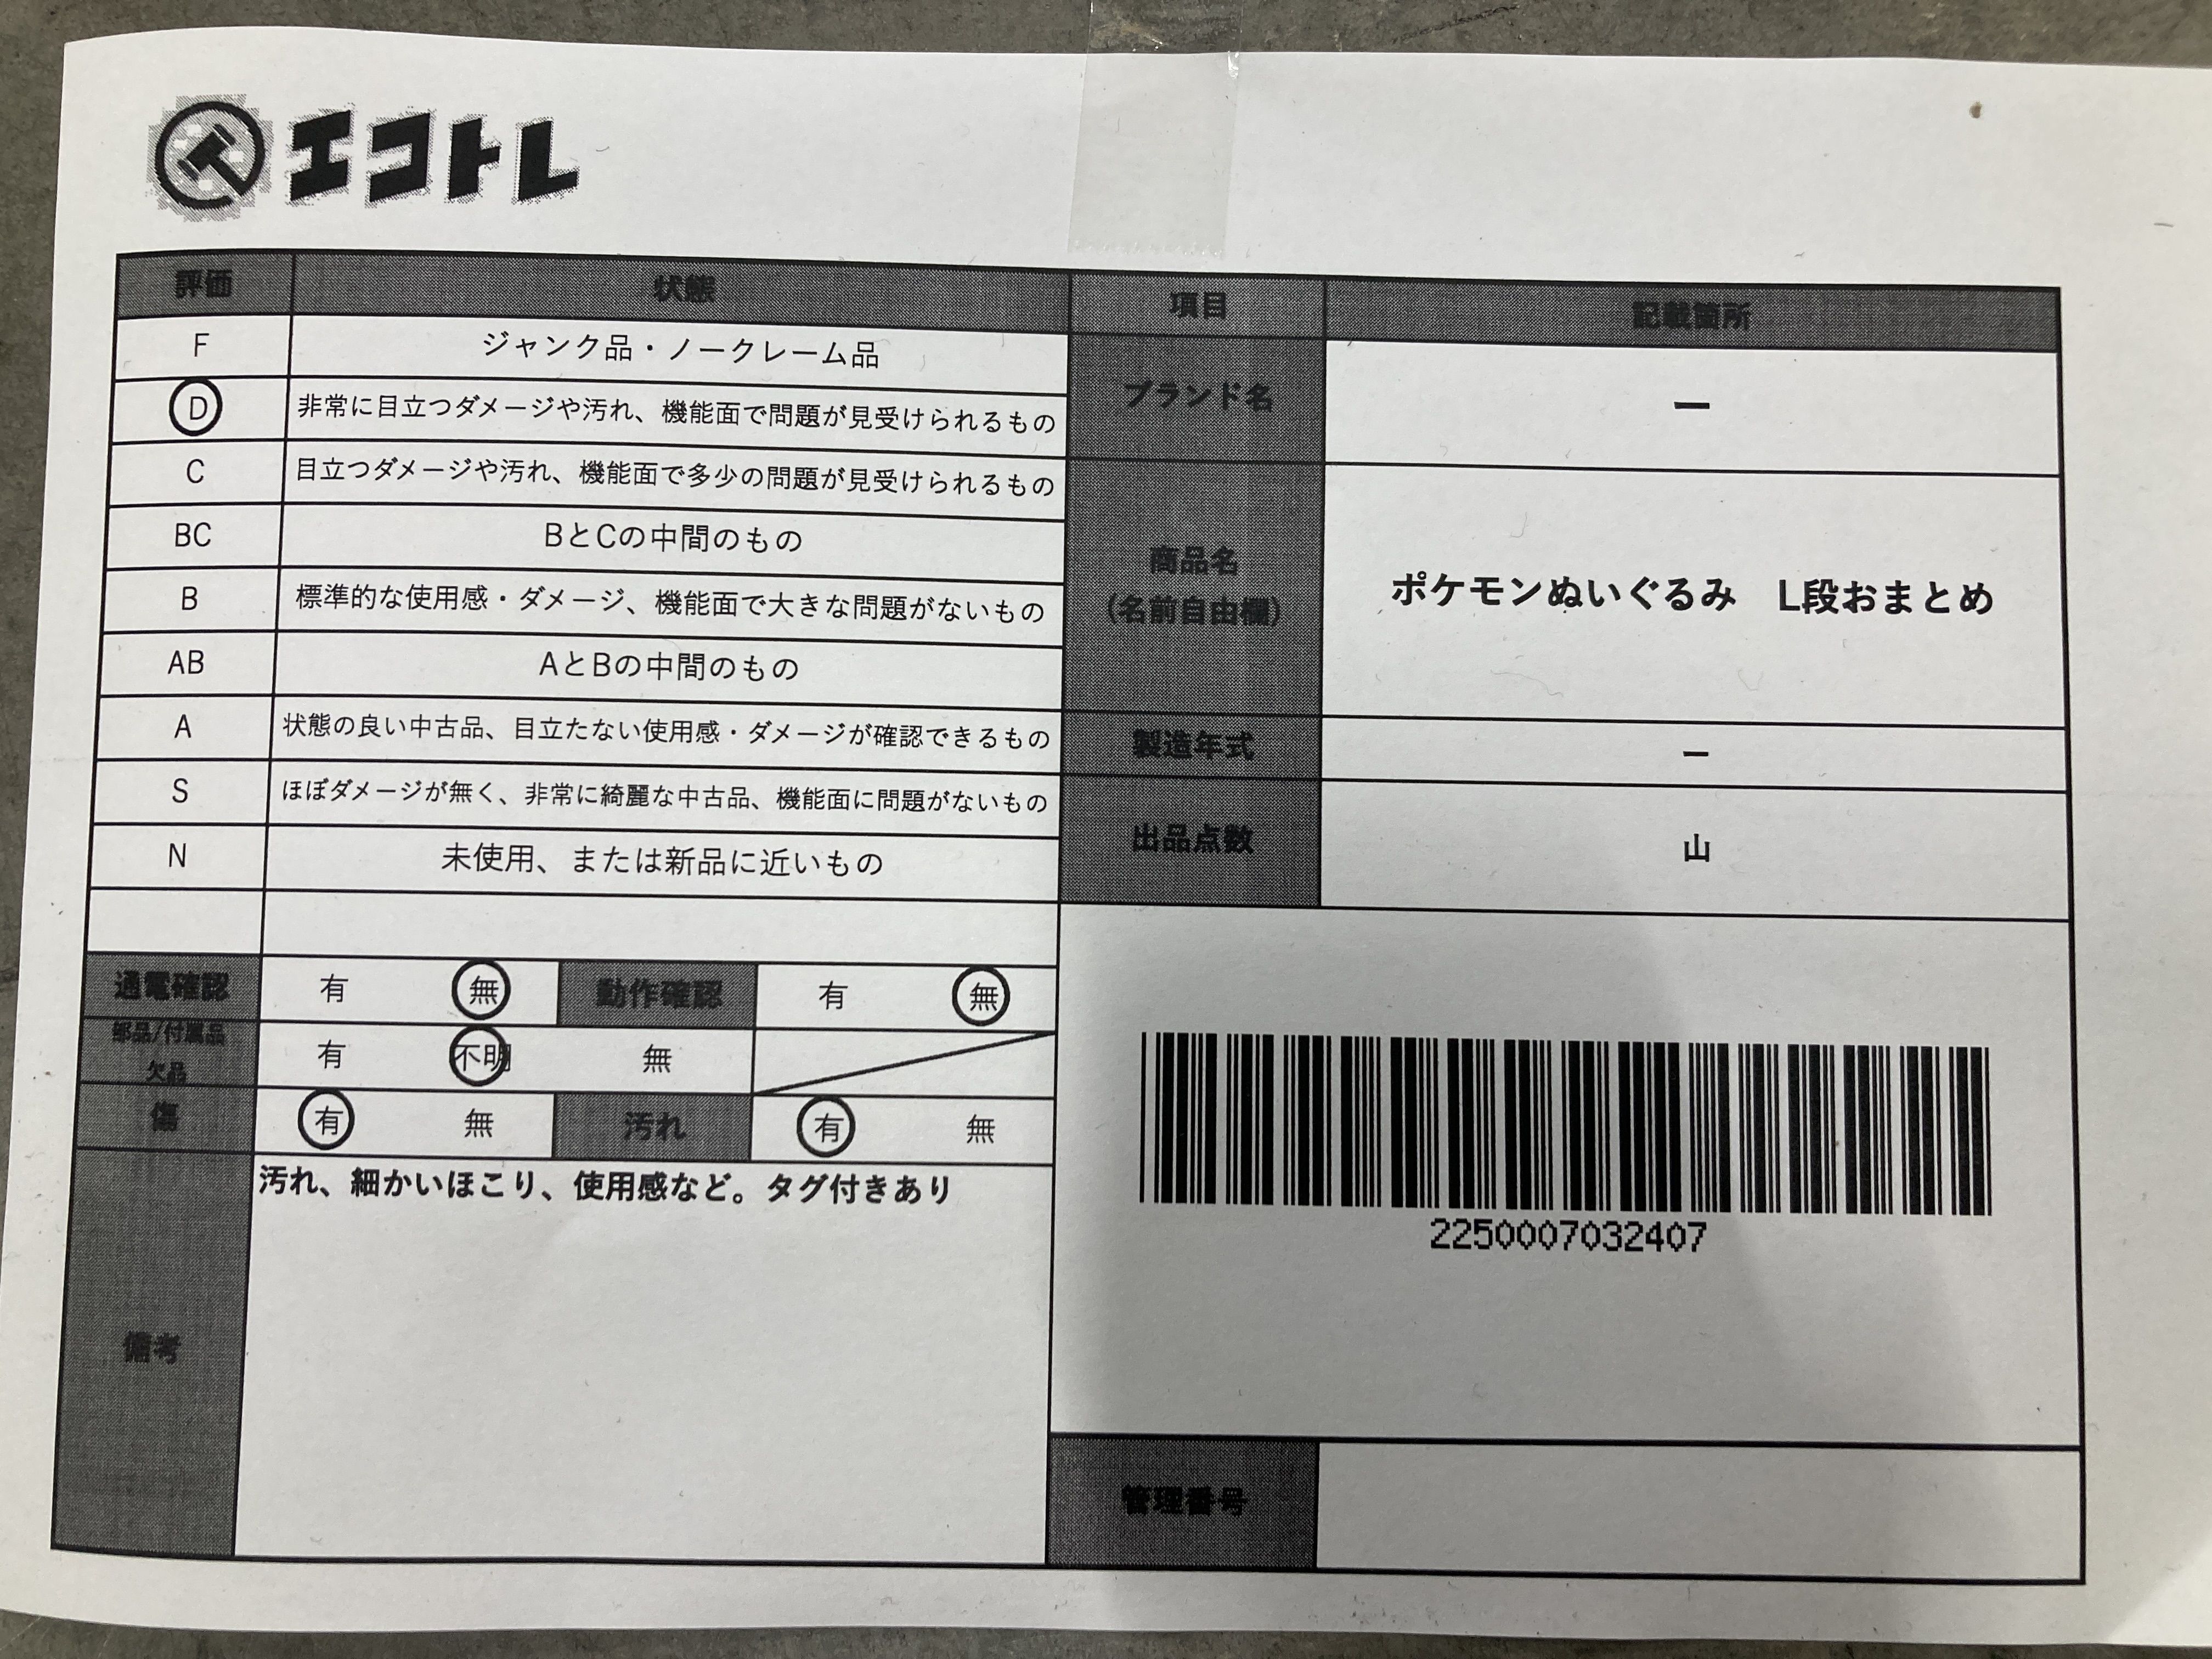 エコトレ
評価 状態 項目 記載箇所
F ジャンク品・ノークレーム品
D 非常に目立つダメージや汚れ、機能面で問題が見受けられるもの
ブランド名 ー
C 目立つダメージや汚れ、機能面で多少の問題が見受けられるもの
BC BとCの中間のもの
B 標準的な使用感・ダメージ、機能面で大きな問題がないもの
商品名
(名前自由欄)
ポケモンぬいぐるみ L段おまとめ
AB AとBの中間のもの
A 状態の良い中古品、目立たない使用感・ダメージが確認できるもの
製造年式 ー
S ほぼダメージが無く、非常に綺麗な中古品、機能面に問題がないもの
出品点数 山
N 未使用、または新品に近いもの
通電確認 有 無 動作確認 有 無
部品/付属品
欠品
有 不明 無
傷 有 無 汚れ 有 無
備考
汚れ、細かいほこり、使用感など。タグ付きあり
2250007032407
管理番号